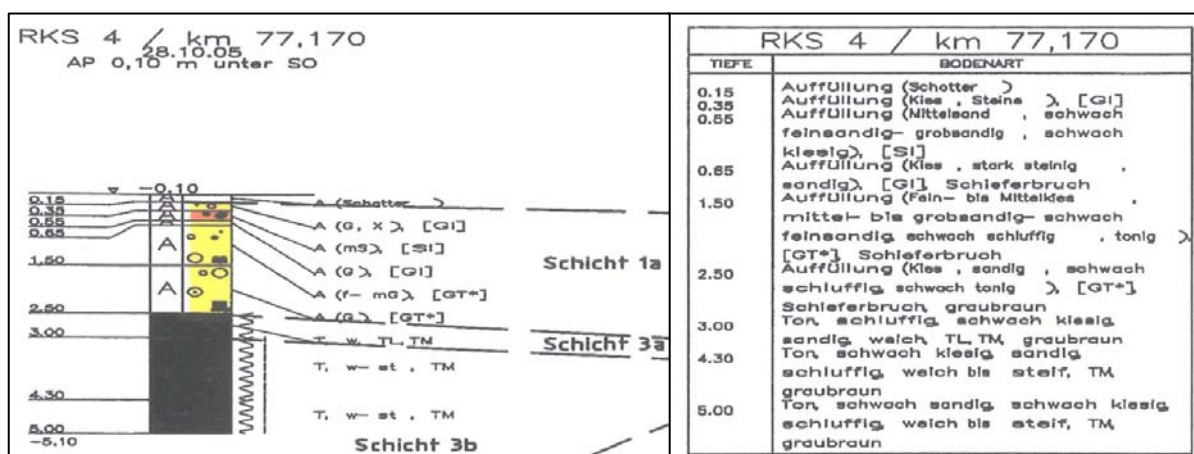 RKS 4 / km 77,170
28.10.05
AP 0,10 m unter SO
-0,10
0.15
0.35
0.55
0.65
1,50
2.50
3.00
4.30
5.00
-5,10
A
A
A
A
A
A
A (Schotter )
A (G, X ), [GI]
A (mS), [SI]
A (G), [GI]
A (f- mG), [GT*]
A (G ), [GT*]
T, w, TL, TM
T, w- st , TM
T, w- st , TM
Schicht 1a
Schicht 3a
Schicht 3b
RKS 4 / km 77,170
TIEFE BODENART
0.15 Auffüllung (Schotter )
0.35 Auffüllung (Kies , Steine ), [GI]
0.55 Auffüllung (Mittelsand , schwach
feinsandig- grobsandig , schwach
kiesig), [SI]
0.65 Auffüllung (Kies , stark steinig ,
sandig), [GI], Schieferbruch
1.50 Auffüllung (Fein- bis Mittelkies ,
mittel- bis grobsandig- schwach
feinsandig, schwach schluffig , tonig ),
[GT*], Schieferbruch
2.50 Auffüllung (Kies , sandig , schwach
schluffig, schwach tonig ), [GT*],
Schieferbruch, graubraun
3.00 Ton, schluffig, schwach kiesig,
sandig, weich, TL, TM, graubraun
4.30 Ton, schwach kiesig, sandig,
schluffig, weich bis steif, TM,
graubraun
5.00 Ton, schwach sandig, schwach kiesig,
schluffig, weich bis steif, TM,
graubraun